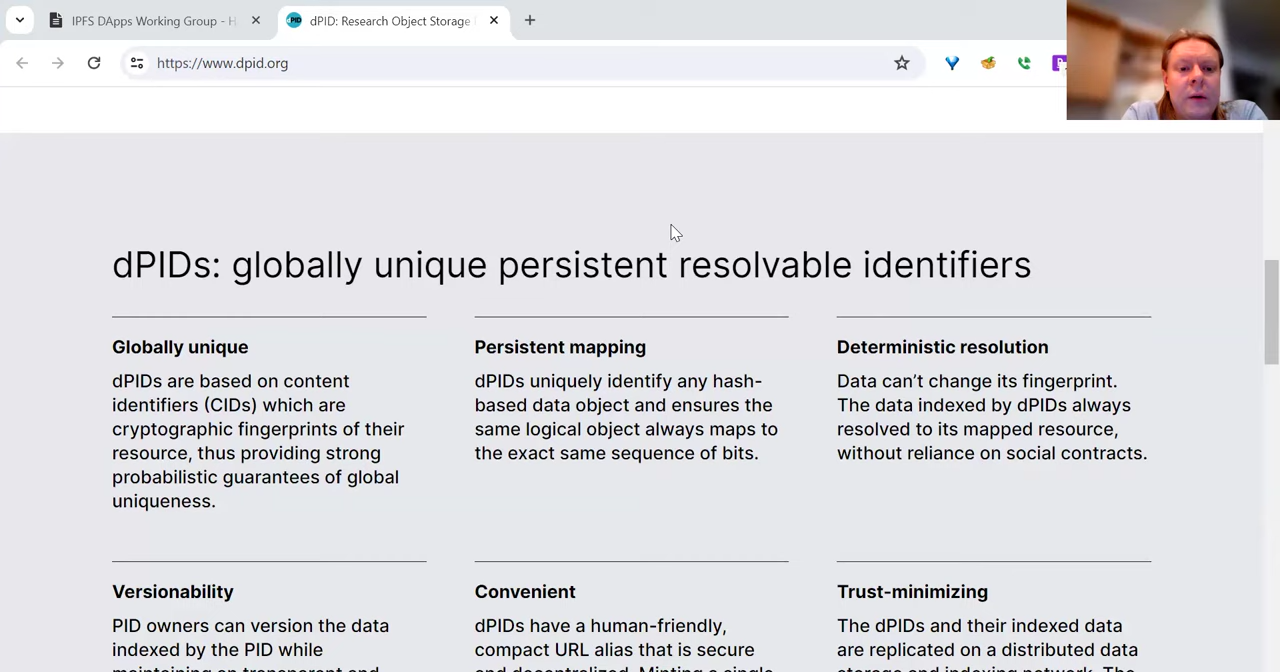 IPFS DApps Working Group - H
dPID: Research Object Storage
https://www.dpid.org
dPIDs: globally unique persistent resolvable identifiers
Globally unique
dPIDs are based on content
identifiers (CIDs) which are
cryptographic fingerprints of their
resource, thus providing strong
probabilistic guarantees of global
uniqueness.
Persistent mapping
dPIDs uniquely identify any hash-
based data object and ensures the
same logical object always maps to
the exact same sequence of bits.
Deterministic resolution
Data can’t change its fingerprint.
The data indexed by dPIDs always
resolved to its mapped resource,
without reliance on social contracts.
Versionability
PID owners can version the data
indexed by the PID while
maintaining an transparent and
Convenient
dPIDs have a human-friendly,
compact URL alias that is secure
and decentralized. Minting a single
Trust-minimizing
The dPIDs and their indexed data
are replicated on a distributed data
storage and indexing network. The